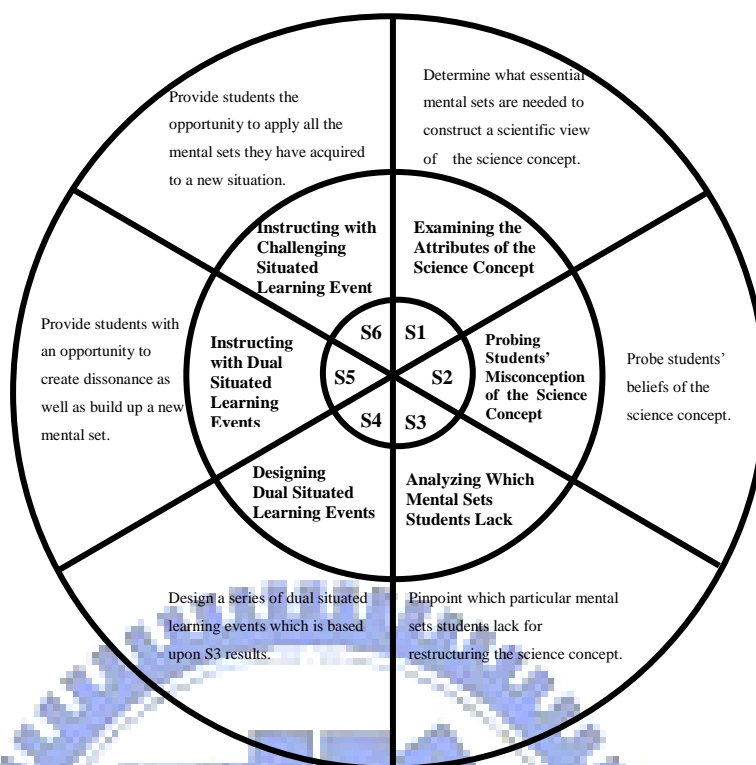 Provide students the
opportunity to apply all the
mental sets they have acquired
to a new situation.
Determine what essential
mental sets are needed to
construct a scientific view
of the science concept.
Instructing with
Challenging
Situated
Learning Event
Examining the
Attributes of the
Science Concept
Provide students with
an opportunity to
create dissonance as
well as build up a new
mental set.
Instructing
with Dual
Situated
Learning
Events
S6
S1
S5
S2
S4
S3
Probing
Students’
Misconception
of the Science
Concept
Probe students’
beliefs of the
science concept.
Designing
Dual Situated
Learning Events
Analyzing Which
Mental Sets
Students Lack
Design a series of dual situated
learning events which is based
upon S3 results.
Pinpoint which particular mental
sets students lack for
restructuring the science concept.